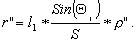 r" = l₁ * Sin(Θ₁) / S * ρ".